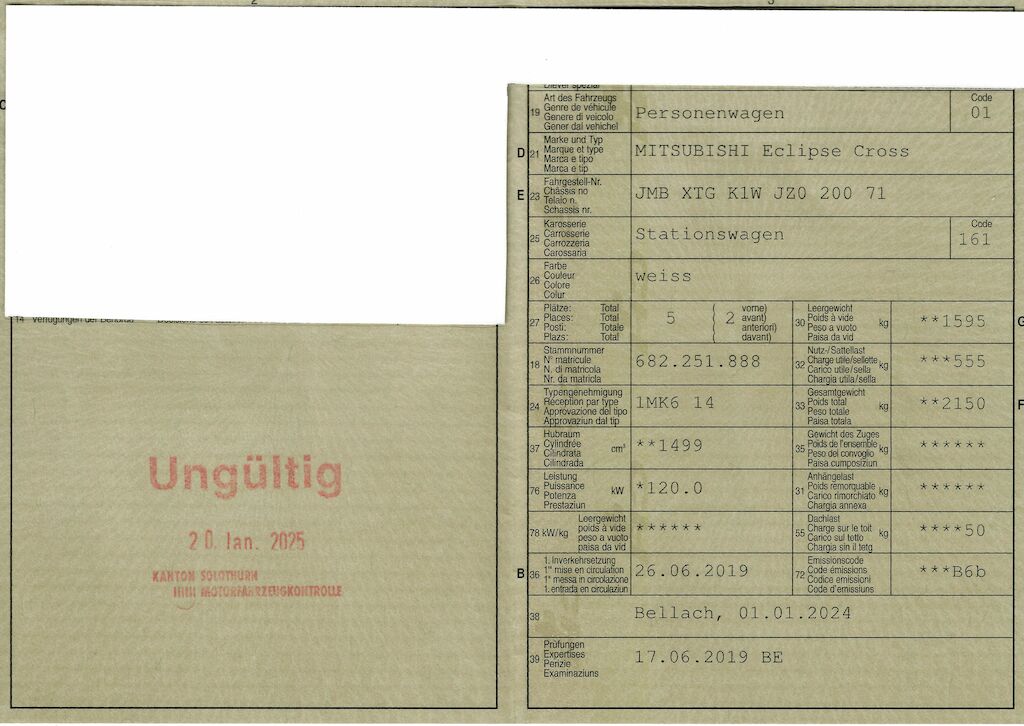 2
3
C
Diever spezial
19 Art des Fahrzeugs
Genre de véhicule
Genere di veicolo
Gener dal vehichel
Personenwagen
Code
01
D 21 Marke und Typ
Marque et type
Marca e tipo
Marca e tip
MITSUBISHI Eclipse Cross
E 23 Fahrgestell-Nr.
Châssis no
Telaio n.
Schassis nr.
JMB XTG K1W JZ0 200 71
25 Karosserie
Carrosserie
Carrozzeria
Carossaria
Stationswagen
Code
161
26 Farbe
Couleur
Colore
Colur
weiss
27 Plätze: Total
Places: Total
Posti: Totale
Plazs: Total
5 ( 2 vorne)
( avant)
( anteriori)
( davant)
30 Leergewicht
Poids à vide
Peso a vuoto
Paisa da vid
kg **1595
G
18 Stammnummer
N° matricule
N. di matricola
Nr. da matricla
682.251.888
32 Nutz-/Sattellast
Charge utile/sellette
Carico utile/sella
Chargia utila/sella
kg ***555
24 Typengenehmigung
Réception par type
Approvazione del tipo
Approvaziun dal tip
1MK6 14
33 Gesamtgewicht
Poids total
Peso totale
Paisa totala
kg **2150
F
37 Hubraum
Cylindrée
Cilindrata
Cilindrada
cm³ **1499
35 Gewicht des Zuges
Poids de l'ensemble
Peso del convoglio
Paisa cumposiziun
kg ******
76 Leistung
Puissance
Potenza
Prestaziun
kW *120.0
31 Anhängelast
Poids remorquable
Carico rimorchiato
Chargia annexa
kg ******
78 kW/kg Leergewicht
poids à vide
peso a vuoto
paisa da vid
******
55 Dachlast
Charge sur le toit
Carico sul tetto
Chargia sin il tetg
kg ****50
B 36 1. Inverkehrsetzung
1re mise en circulation
1a messa in circolazione
1. entrada en circulaziun
26.06.2019
72 Emissionscode
Code émissions
Codice emissioni
Code d'emissiuns
***B6b
38 Bellach, 01.01.2024
39 Prüfungen
Expertises
Perizie
Examinaziuns
17.06.2019 BE
14 Verfügungen der Behörde
Ungültig
20. Jan. 2025
KANTON SOLOTHURN
MOTORFAHRZEUGKONTROLLE